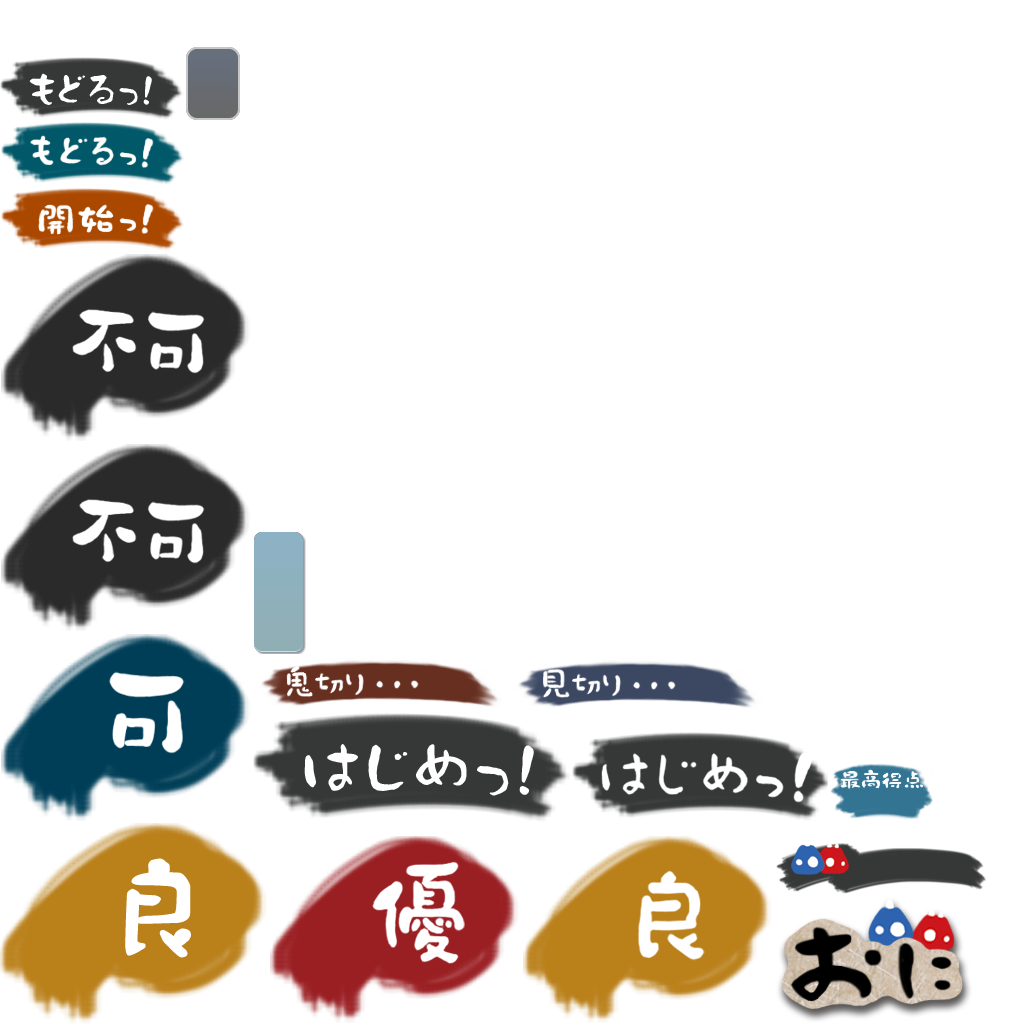 もどるっ!
もどるっ!
開始っ!
不可
不可
可
鬼切り・・・
見切り・・・
はじめっ!
はじめっ!
最高得点
良
優
良
おに